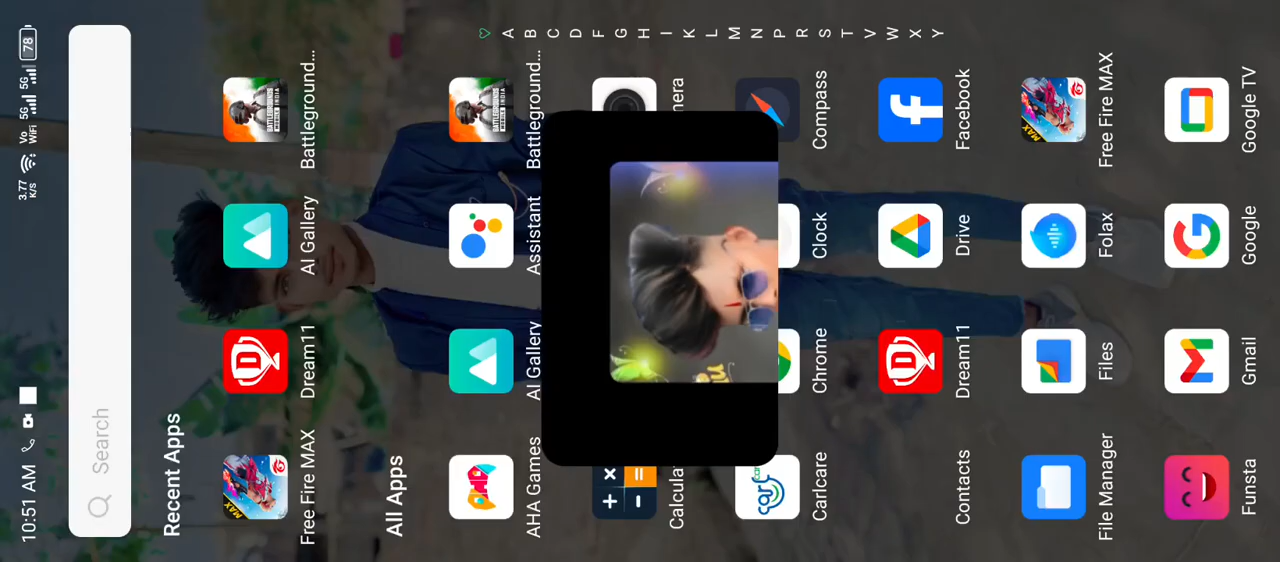 10:51 AM
3.77 K/S
Vo WiFi 5G 5G 78
Search
Recent Apps
Free Fire MAX Dream11 AI Gallery Battleground...
All Apps
AHA Games AI Gallery Assistant Battleground...
Calcula mera
Carlcare Chrome Clock Compass
Contacts Dream11 Drive Facebook
File Manager Files Folax Free Fire MAX
Funsta Gmail Google Google TV
A
B
C
D
F
G
H
I
K
L
M
N
P
R
S
T
V
W
X
Y